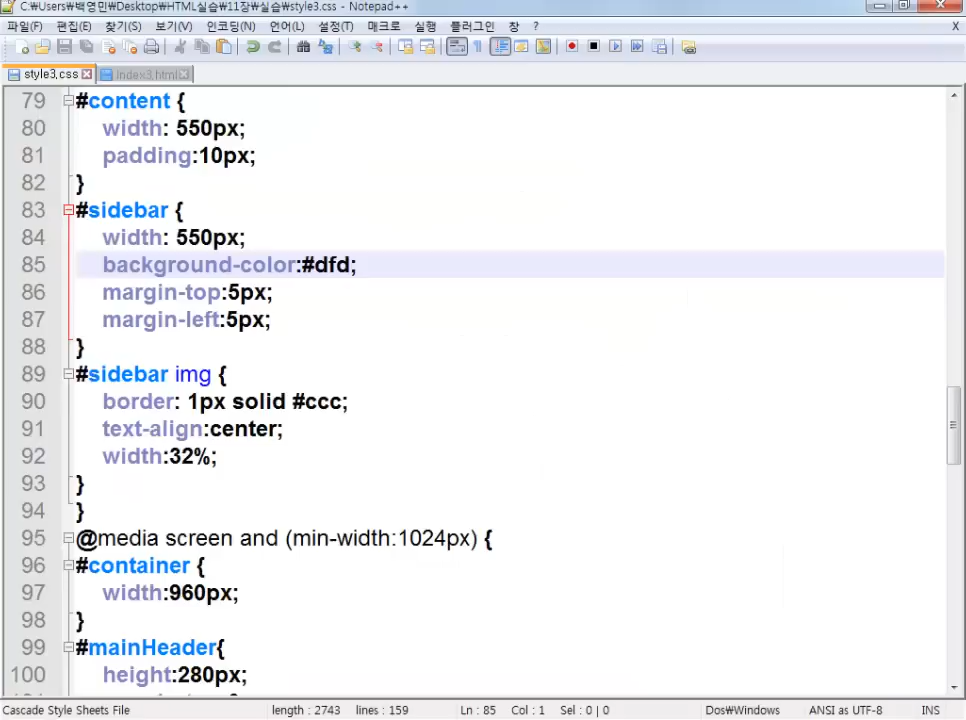 C:₩Users₩백영민₩Desktop₩HTML실습₩11장₩실습₩style3.css - Notepad++
파일(F) 편집(E) 찾기(S) 보기(V) 인코딩(N) 언어(L) 설정(T) 매크로 실행 플러그인 창 ? X
style3.css index3.html
79 #content {
80 width: 550px;
81 padding:10px;
82 }
83 #sidebar {
84 width: 550px;
85 background-color:#dfd;
86 margin-top:5px;
87 margin-left:5px;
88 }
89 #sidebar img {
90 border: 1px solid #ccc;
91 text-align:center;
92 width:32%;
93 }
94 }
95 @media screen and (min-width:1024px) {
96 #container {
97 width:960px;
98 }
99 #mainHeader{
100 height:280px;
Cascade Style Sheets File length : 2743 lines : 159 Ln : 85 Col : 1 Sel : 0 | 0 Dos₩Windows ANSI as UTF-8 INS